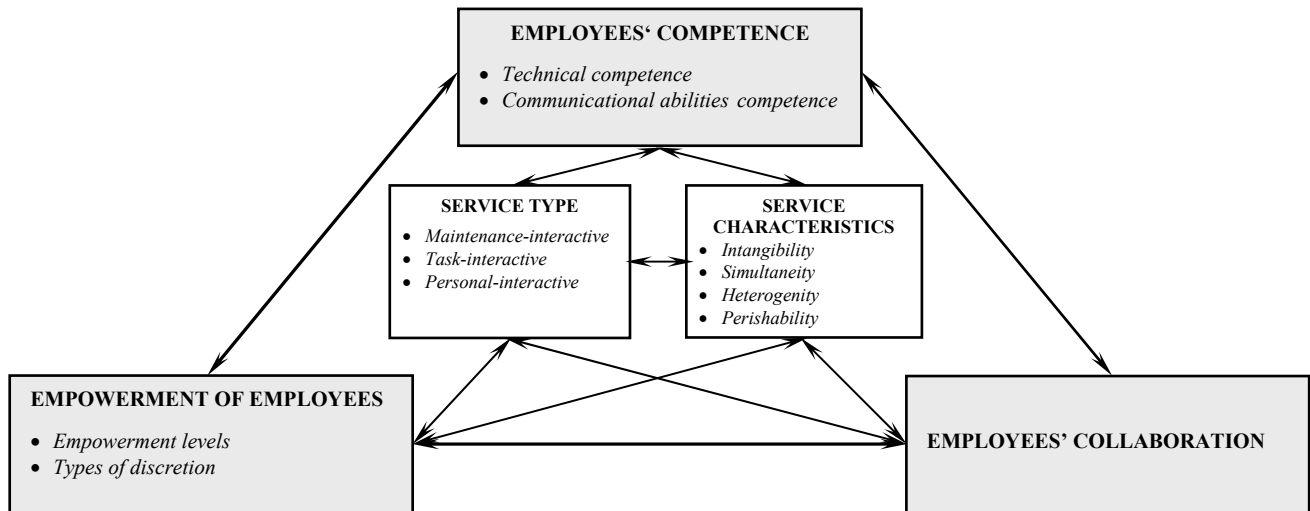 EMPLOYEES‘ COMPETENCE
• Technical competence
• Communicational abilities competence
SERVICE TYPE
• Maintenance-interactive
• Task-interactive
• Personal-interactive
SERVICE
CHARACTERISTICS
• Intangibility
• Simultaneity
• Heterogenity
• Perishability
EMPOWERMENT OF EMPLOYEES
• Empowerment levels
• Types of discretion
EMPLOYEES’ COLLABORATION